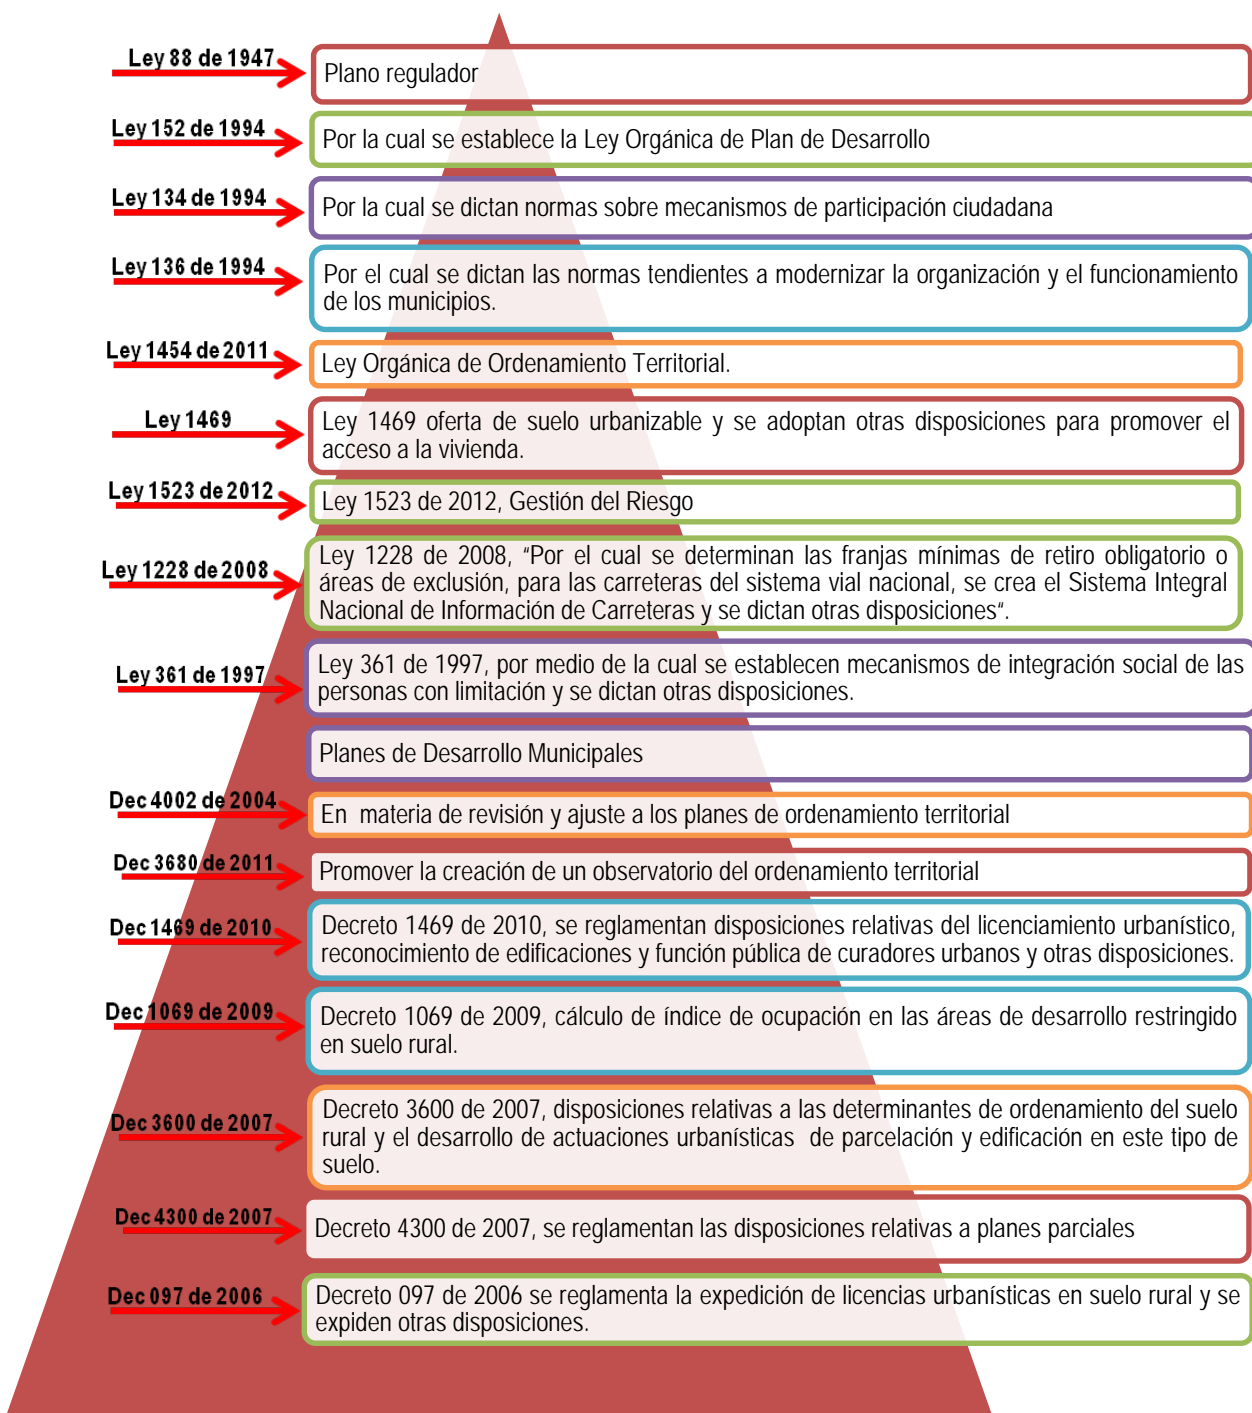 Ley 88 de 1947
Plano regulador
Ley 152 de 1994
Por la cual se establece la Ley Orgánica de Plan de Desarrollo
Ley 134 de 1994
Por la cual se dictan normas sobre mecanismos de participación ciudadana
Ley 136 de 1994
Por el cual se dictan las normas tendientes a modernizar la organización y el funcionamiento
de los municipios.
Ley 1454 de 2011
Ley Orgánica de Ordenamiento Territorial.
Ley 1469
Ley 1469 oferta de suelo urbanizable y se adoptan otras disposiciones para promover el
acceso a la vivienda.
Ley 1523 de 2012
Ley 1523 de 2012, Gestión del Riesgo
Ley 1228 de 2008
Ley 1228 de 2008, “Por el cual se determinan las franjas mínimas de retiro obligatorio o
áreas de exclusión, para las carreteras del sistema vial nacional, se crea el Sistema Integral
Nacional de Información de Carreteras y se dictan otras disposiciones“.
Ley 361 de 1997
Ley 361 de 1997, por medio de la cual se establecen mecanismos de integración social de las
personas con limitación y se dictan otras disposiciones.
Planes de Desarrollo Municipales
Dec 4002 de 2004
En materia de revisión y ajuste a los planes de ordenamiento territorial
Dec 3680 de 2011
Promover la creación de un observatorio del ordenamiento territorial
Dec 1469 de 2010
Decreto 1469 de 2010, se reglamentan disposiciones relativas del licenciamiento urbanístico,
reconocimiento de edificaciones y función pública de curadores urbanos y otras disposiciones.
Dec 1069 de 2009
Decreto 1069 de 2009, cálculo de índice de ocupación en las áreas de desarrollo restringido
en suelo rural.
Dec 3600 de 2007
Decreto 3600 de 2007, disposiciones relativas a las determinantes de ordenamiento del suelo
rural y el desarrollo de actuaciones urbanísticas de parcelación y edificación en este tipo de
suelo.
Dec 4300 de 2007
Decreto 4300 de 2007, se reglamentan las disposiciones relativas a planes parciales
Dec 097 de 2006
Decreto 097 de 2006 se reglamenta la expedición de licencias urbanísticas en suelo rural y se
expiden otras disposiciones.